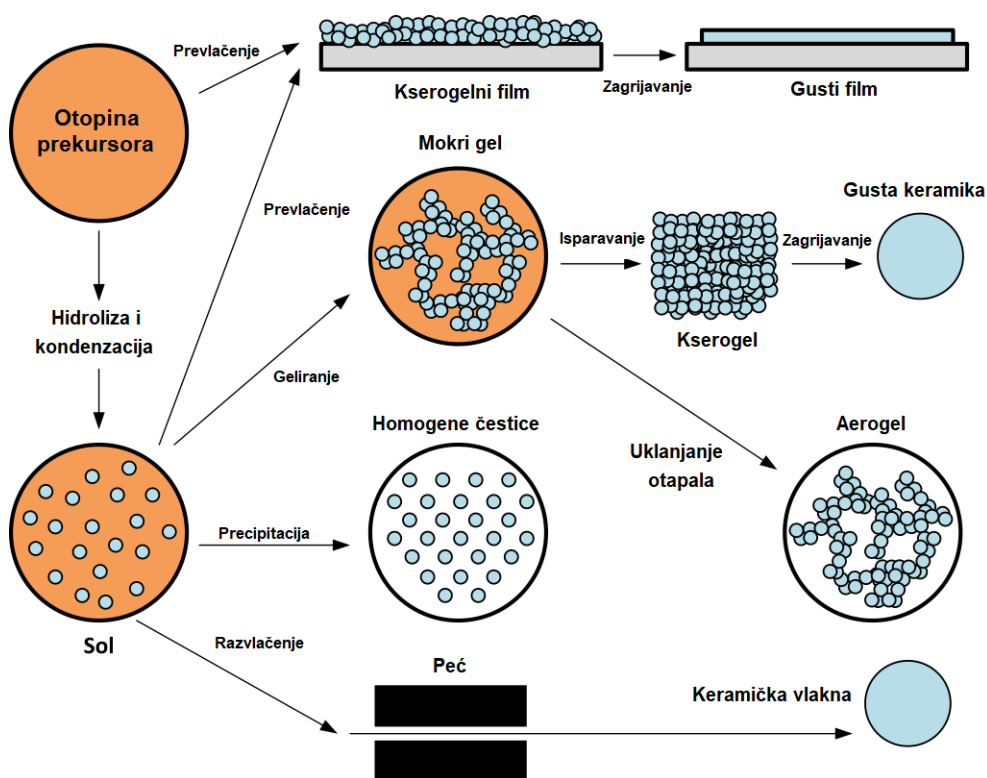 Prevlačenje
Otopina
prekursora
Kserogelni film
Zagrijavanje
Gusti film
Mokri gel
Prevlačenje
Gusta keramika
Isparavanje
Zagrijavanje
Hidroliza i
kondenzacija
Kserogel
Geliranje
Homogene čestice
Uklanjanje
otapala
Aerogel
Precipitacija
Sol
Razvlačenje
Peć
Keramička vlakna